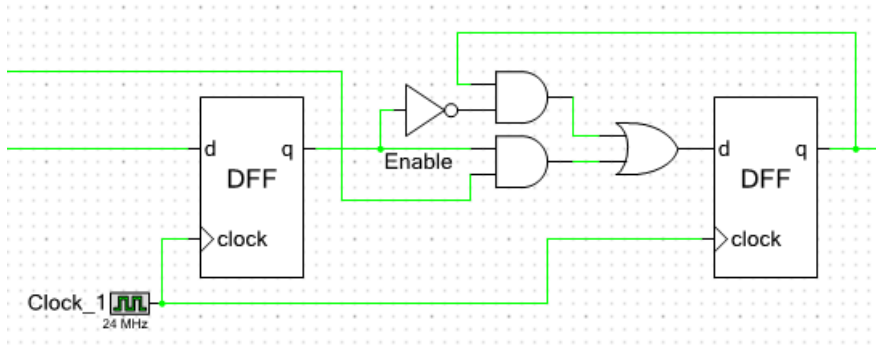 d q
DFF
clock
Enable
d q
DFF
clock
Clock_1
24 MHz